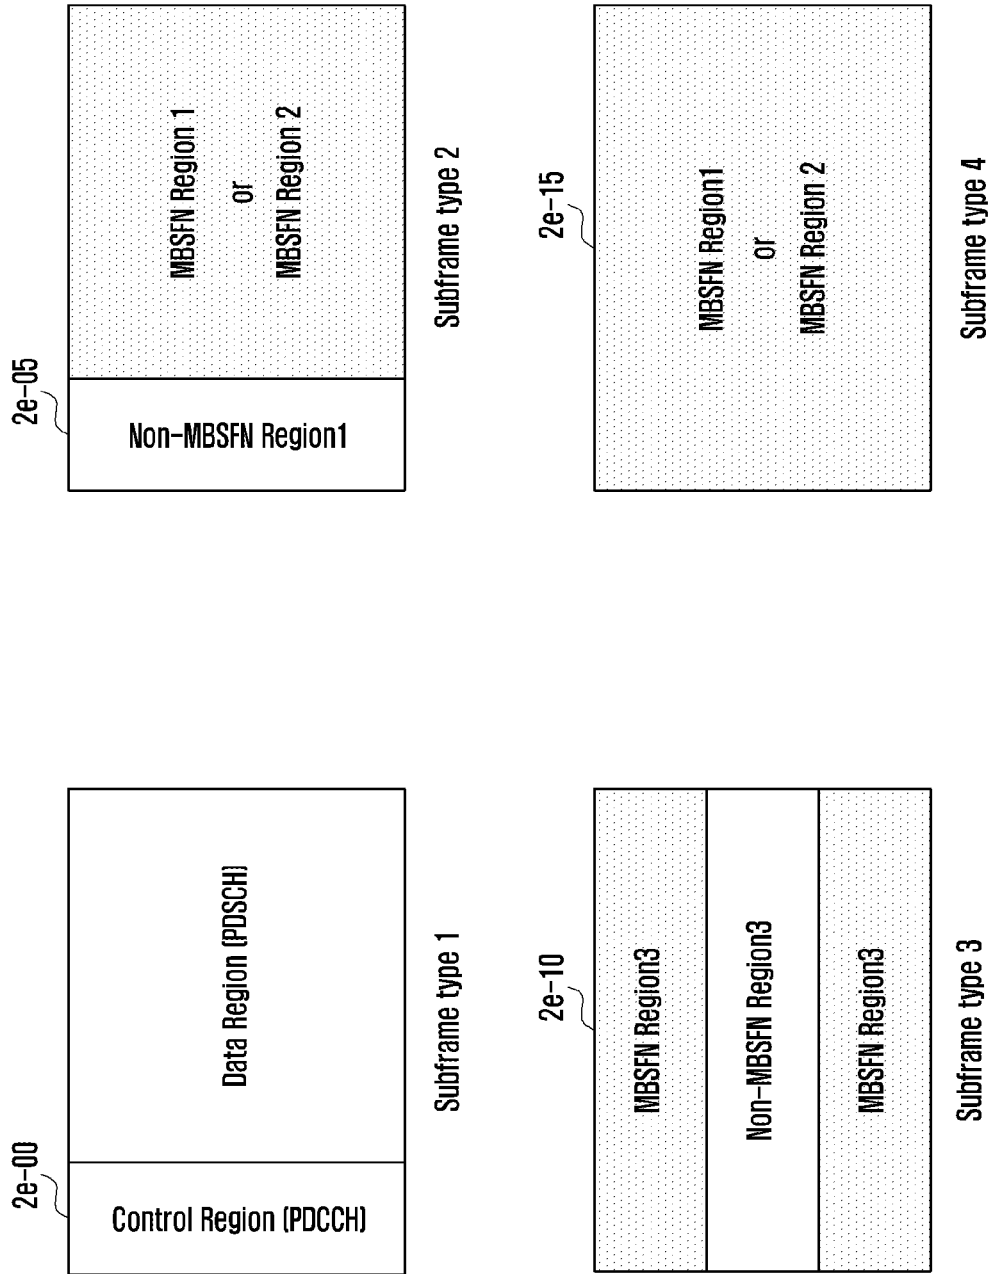 2e-00
Control Region (PDCCH)
Data Region (PDSCH)
Subframe type 1
2e-05
Non-MBSFN Region1
MBSFN Region 1
or
MBSFN Region 2
Subframe type 2
2e-10
MBSFN Region3
Non-MBSFN Region3
MBSFN Region3
Subframe type 3
2e-15
MBSFN Region1
or
MBSFN Region 2
Subframe type 4